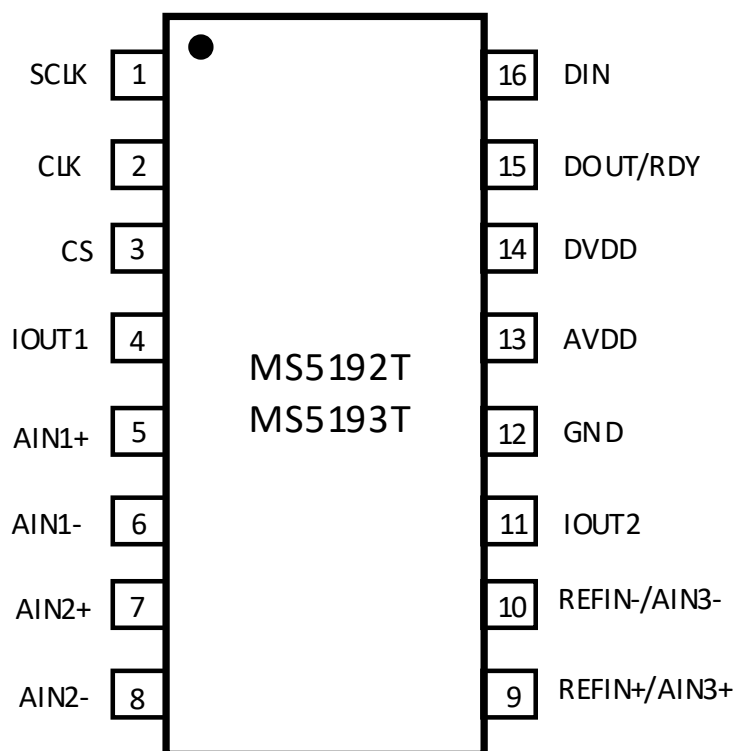 SCLK 1 16 DIN
CLK 2 15 DOUT/RDY
CS 3 14 DVDD
IOUT1 4 13 AVDD
MS5192T
MS5193T
AIN1+ 5 12 GND
AIN1- 6 11 IOUT2
AIN2+ 7 10 REFIN-/AIN3-
AIN2- 8 9 REFIN+/AIN3+